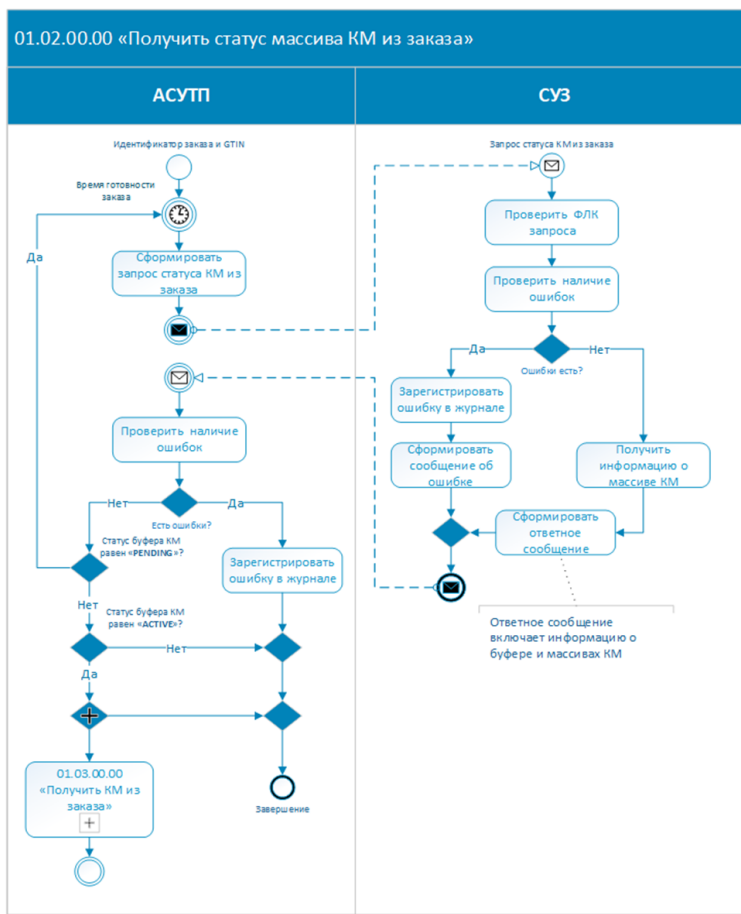 01.02.00.00 «Получить статус массива КМ из заказа»
АСУТП
СУЗ
Идентификатор заказа и GTIN
Время готовности
заказа
Да
Сформировать
запрос статуса КМ из
заказа
Проверить наличие
ошибок
Нет
Да
Есть ошибки?
Статус буфера КМ
равен «PENDING»?
Зарегистрировать
ошибку в журнале
Нет
Статус буфера КМ
равен «ACTIVE»?
Нет
Да
01.03.00.00
«Получить КМ из
заказа»
Завершение
Запрос статуса КМ из заказа
Проверить ФЛК
запроса
Проверить наличие
ошибок
Да
Нет
Ошибки есть?
Зарегистрировать
ошибку в журнале
Сформировать
сообщение об
ошибке
Получить
информацию о
массиве КМ
Сформировать
ответное
сообщение
Ответное сообщение
включает информацию о
буфере и массивах КМ